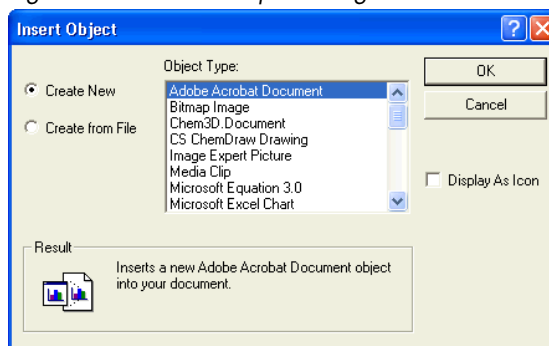 Insert Object
Object Type:
Create New
Create from File
Adobe Acrobat Document
Bitmap Image
Chem3D.Document
CS ChemDraw Drawing
Image Expert Picture
Media Clip
Microsoft Equation 3.0
Microsoft Excel Chart
OK
Cancel
Display As Icon
Result
Inserts a new Adobe Acrobat Document object
into your document.